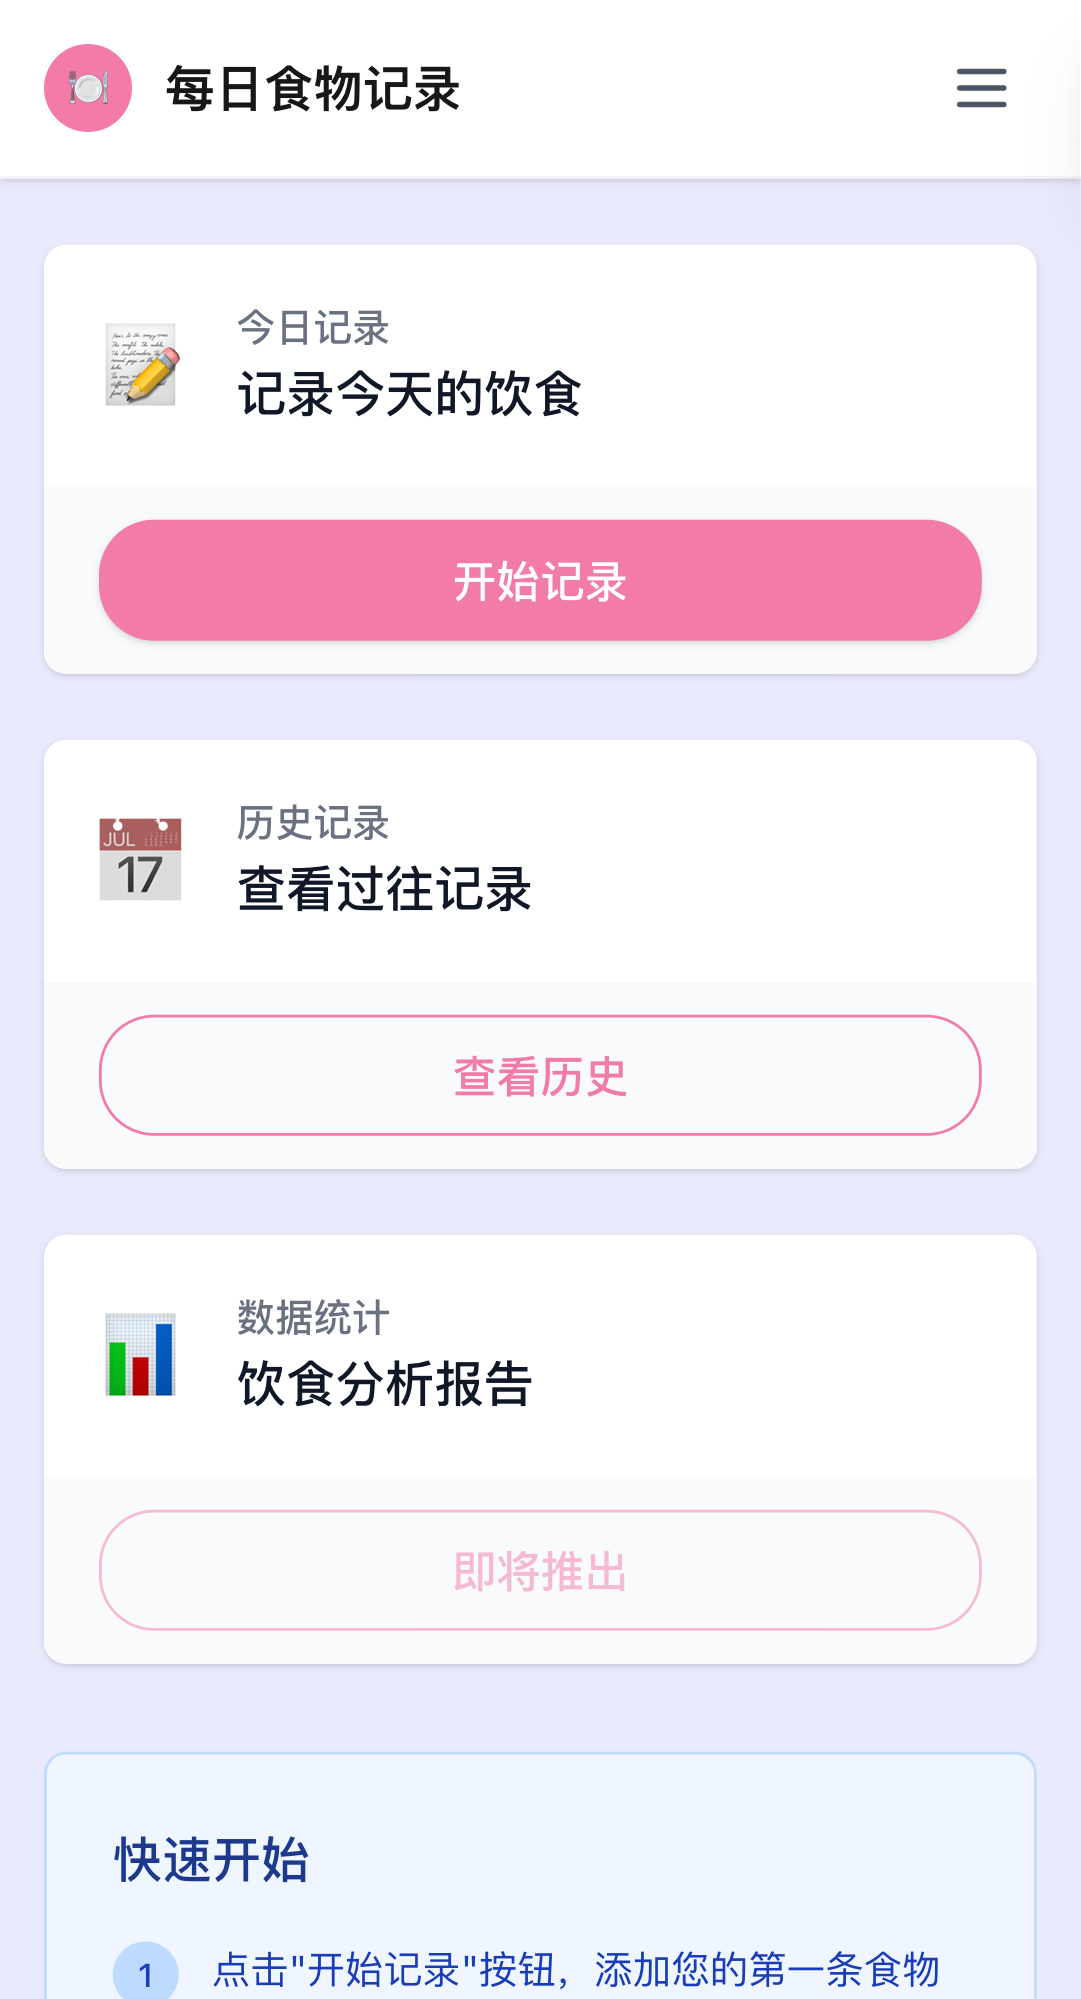 每日食物记录
今日记录
记录今天的饮食
开始记录
历史记录
JUL
17
查看过往记录
查看历史
数据统计
饮食分析报告
即将推出
快速开始
1 点击"开始记录"按钮，添加您的第一条食物